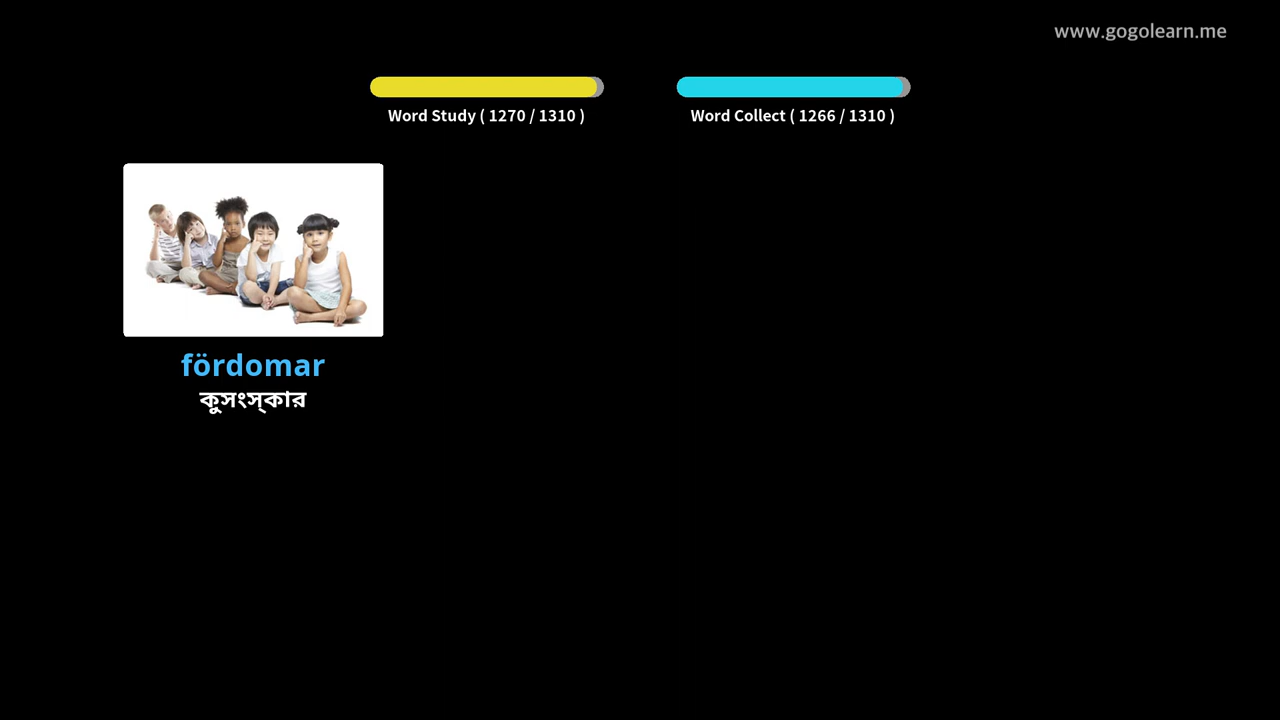 www.gogolearn.me
Word Study ( 1270 / 1310 )
Word Collect ( 1266 / 1310 )
fördomar
কুসংস্কার